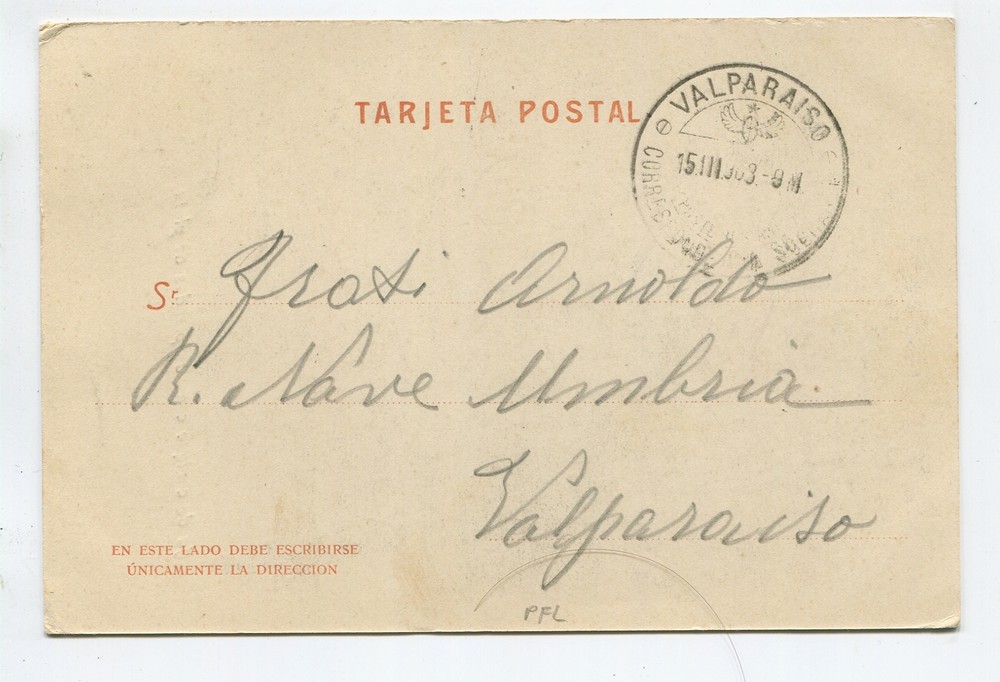 TARJETA POSTAL
VALPARAISO
15.III.903.-9M
Sr. Frati Arnoldo
R. Nave Umbria.
Valparaiso
EN ESTE LADO DEBE ESCRIBIRSE
ÚNICAMENTE LA DIRECCION
PFL